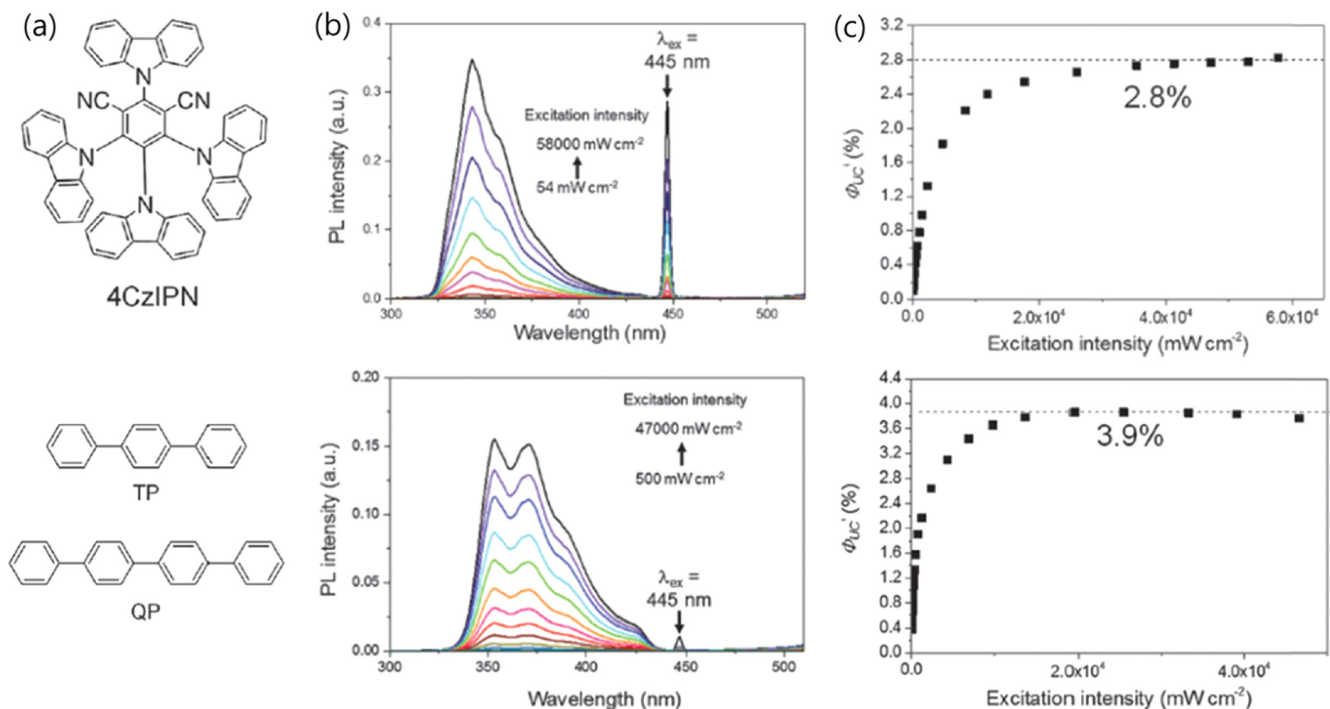 (a)
N
CN
CN
N
N
N
4CzIPN
TP
QP
(b)
0.4
0.3
0.2
0.1
0.0
PL intensity (a.u.)
λex =
445 nm
Excitation intensity
58000 mW cm-2
54 mW cm-2
300
350
400
450
500
Wavelength (nm)
0.20
0.15
0.10
0.05
0.00
PL intensity (a.u.)
Excitation intensity
47000 mW cm-2
500 mW cm-2
λex =
445 nm
300
350
400
450
500
Wavelength (nm)
(c)
3.2
2.8
2.4
2.0
1.6
1.2
0.8
0.4
0.0
ΦUC' (%)
2.8%
0.0
2.0x10⁴
4.0x10⁴
6.0x10⁴
Excitation intensity (mW cm-2)
4.4
4.0
3.6
3.2
2.8
2.4
2.0
1.6
1.2
0.8
0.4
0.0
ΦUC' (%)
3.9%
0.0
2.0x10⁴
4.0x10⁴
Excitation intensity (mW cm-2)